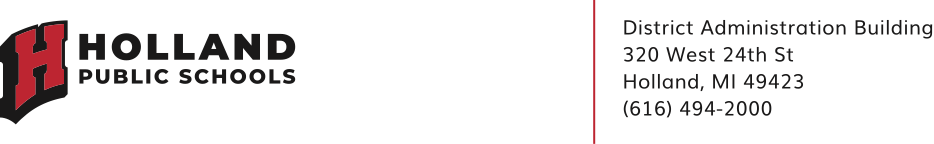 H HOLLAND
PUBLIC SCHOOLS
District Administration Building
320 West 24th St
Holland, MI 49423
(616) 494-2000